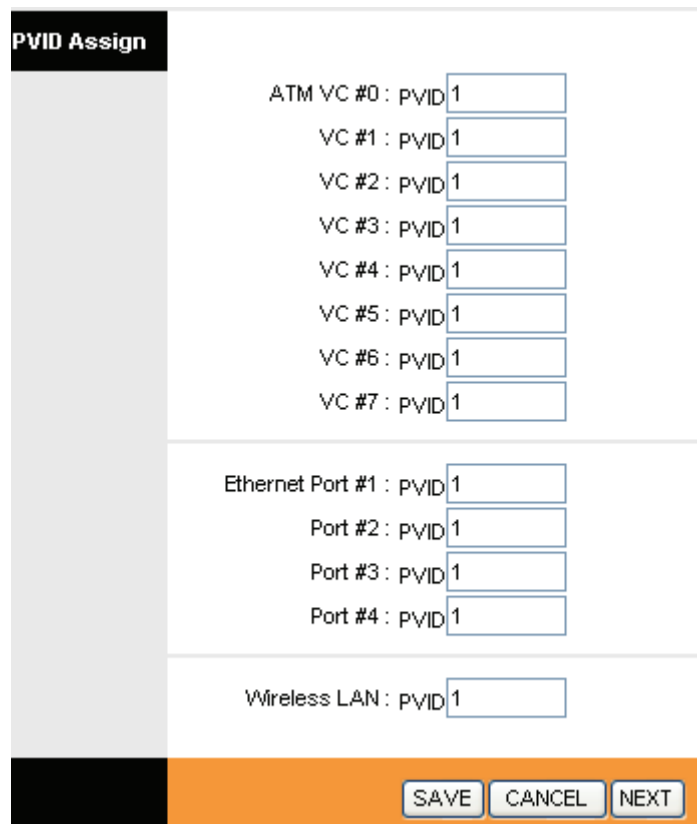 PVID Assign
ATM VC #0 : PVID 1
VC #1 : PVID 1
VC #2 : PVID 1
VC #3 : PVID 1
VC #4 : PVID 1
VC #5 : PVID 1
VC #6 : PVID 1
VC #7 : PVID 1
Ethernet Port #1 : PVID 1
Port #2 : PVID 1
Port #3 : PVID 1
Port #4 : PVID 1
Wireless LAN : PVID 1
SAVE CANCEL NEXT